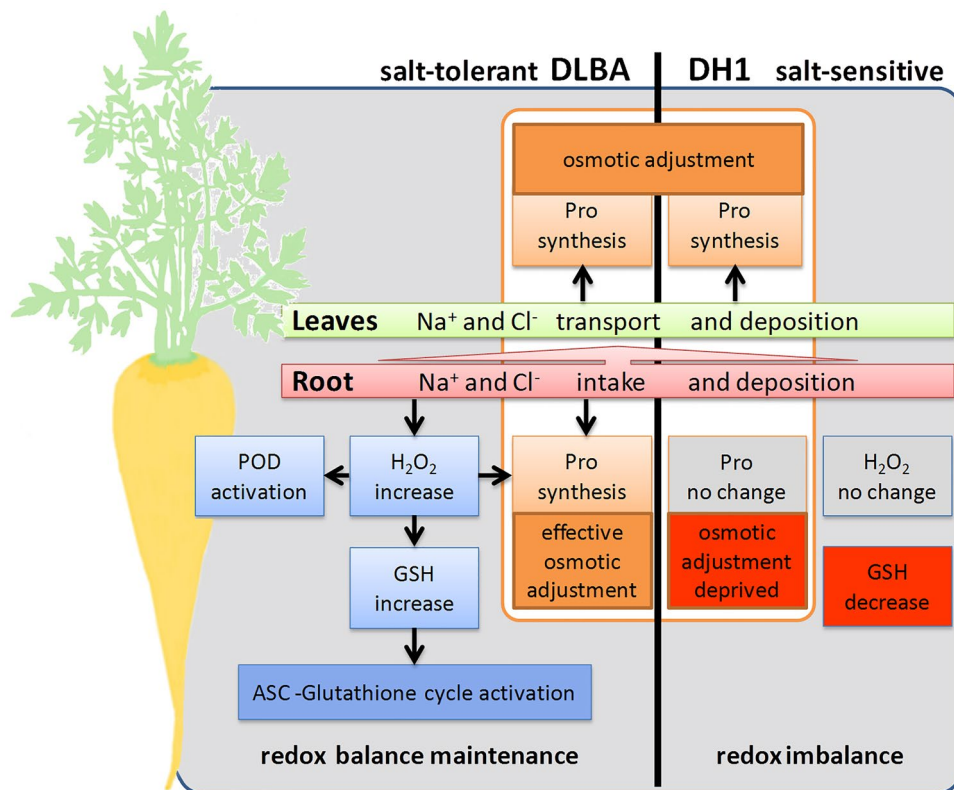 salt-tolerant DLBA DH1 salt-sensitive
osmotic adjustment
Pro
synthesis
Pro
synthesis
Leaves Na⁺ and Cl⁻ transport and deposition
Root Na⁺ and Cl⁻ intake and deposition
POD
activation
H₂O₂
increase
Pro
synthesis
Pro
no change
H₂O₂
no change
effective
osmotic
adjustment
osmotic
adjustment
deprived
GSH
increase
GSH
decrease
ASC -Glutathione cycle activation
redox balance maintenance
redox imbalance